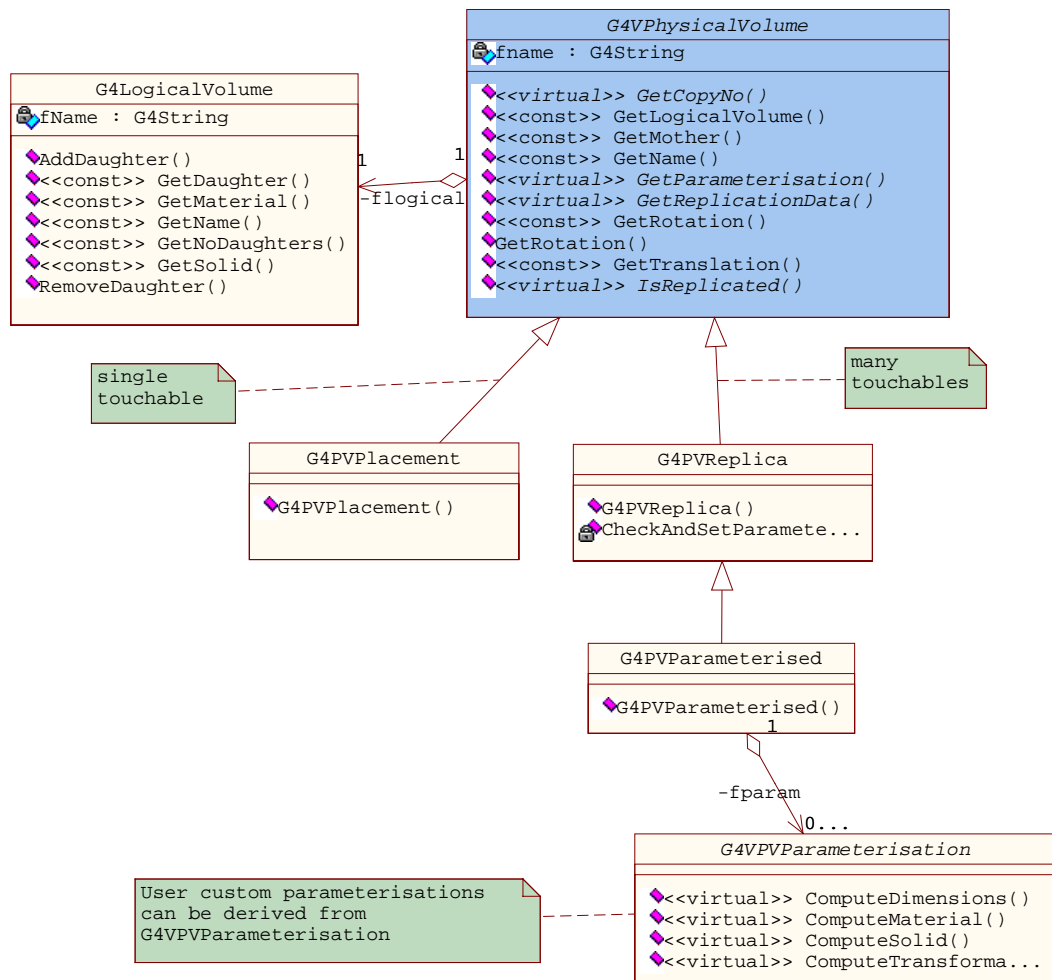 G4VPhysicalVolume
fname : G4String
<<virtual>> GetCopyNo()
<<const>> GetLogicalVolume()
<<const>> GetMother()
<<const>> GetName()
<<virtual>> GetParameterisation()
<<virtual>> GetReplicationData()
<<const>> GetRotation()
GetRotation()
<<const>> GetTranslation()
<<virtual>> IsReplicated()
G4LogicalVolume
fName : G4String
AddDaughter()
<<const>> GetDaughter()
<<const>> GetMaterial()
<<const>> GetName()
<<const>> GetNoDaughters()
<<const>> GetSolid()
RemoveDaughter()
1
1
-flogical
single
touchable
many
touchables
G4PVPlacement
G4PVPlacement()
G4PVReplica
G4PVReplica()
CheckAndSetParamete...
G4PVParameterised
G4PVParameterised()
1
-fparam
0...
G4VPVParameterisation
<<virtual>> ComputeDimensions()
<<virtual>> ComputeMaterial()
<<virtual>> ComputeSolid()
<<virtual>> ComputeTransforma...
User custom parameterisations
can be derived from
G4VPVParameterisation